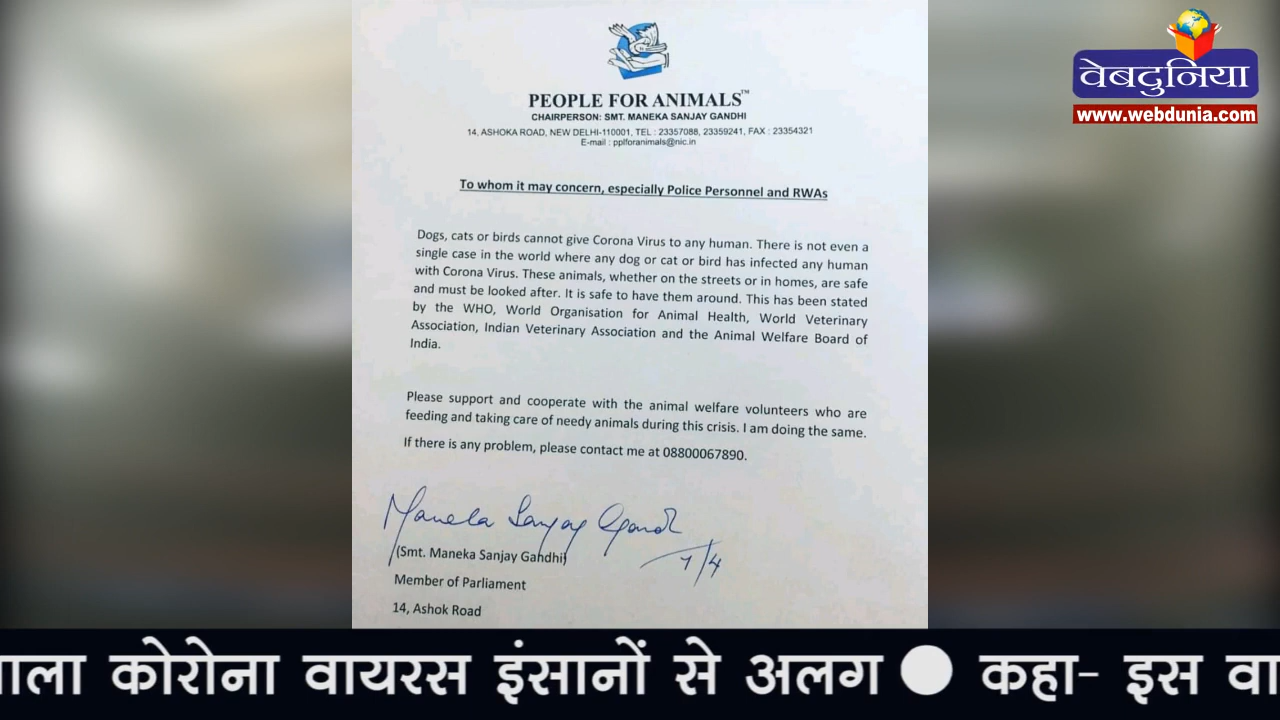 वेबदुनिया
www.webdunia.com
PEOPLE FOR ANIMALS™
CHAIRPERSON: SMT. MANEKA SANJAY GANDHI
14, ASHOKA ROAD, NEW DELHI-110001, TEL : 23357088, 23359241, FAX : 23354321
E-mail : pplforanimals@nic.in
To whom it may concern, especially Police Personnel and RWAs
Dogs, cats or birds cannot give Corona Virus to any human. There is not even a
single case in the world where any dog or cat or bird has infected any human
with Corona Virus. These animals, whether on the streets or in homes, are safe
and must be looked after. It is safe to have them around. This has been stated
by the WHO, World Organisation for Animal Health, World Veterinary
Association, Indian Veterinary Association and the Animal Welfare Board of
India.
Please support and cooperate with the animal welfare volunteers who are
feeding and taking care of needy animals during this crisis. I am doing the same.
If there is any problem, please contact me at 08800067890.
Maneka Sanjay Gandhi
1/4
(Smt. Maneka Sanjay Gandhi)
Member of Parliament
14, Ashok Road
कोरोना वायरस इंसानों से अलग ● कहा- इस